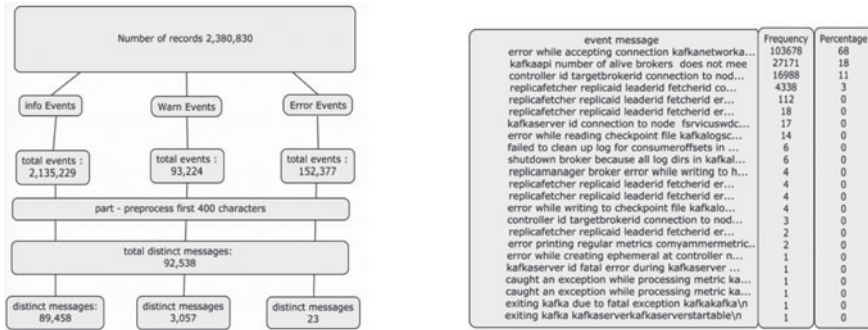 Number of records 2,380,830
info Events
Warn Events
Error Events
total events :
2,135,229
total events :
93,224
total events :
152,377
part - preprocess first 400 characters
total distinct messages:
92,538
distinct messages:
89,458
distinct messages:
3,057
distinct messages
23
event message Frequency Percentage
error while accepting connection kafkanetworka... 103678 68
kafkaapi number of alive brokers does not mee 27171 18
controller id targetbrokerid connection to nod... 16988 11
replicafetcher replicaid leaderid fetcherid co... 4338 3
replicafetcher replicaid leaderid fetcherid er... 112 0
replicafetcher replicaid leaderid fetcherid er... 18 0
kafkaserver id connection to node fsrvicuswdc... 17 0
error while reading checkpoint file kafkalogsc... 14 0
failed to clean up log for consumeroffsets in ... 6 0
shutdown broker because all log dirs in kafkal... 6 0
replicamanager broker error while writing to h... 4 0
replicafetcher replicaid leaderid fetcherid er... 4 0
replicafetcher replicaid leaderid fetcherid er... 4 0
error while writing to checkpoint file kafkalo... 4 0
controller id targetbrokerid connection to nod... 3 0
replicafetcher replicaid leaderid fetcherid er... 2 0
error printing regular metrics comyammermetric.. 2 0
error while creating ephemeral at controller n... 1 0
kafkaserver id fatal error during kafkaserver ... 1 0
caught an exception while processing metric ka... 1 0
caught an exception while processing metric ka... 1 0
exiting kafka due to fatal exception kafkakafka\n 1 0
exiting kafka kafkaserverkafkaserverstartable\n 1 0